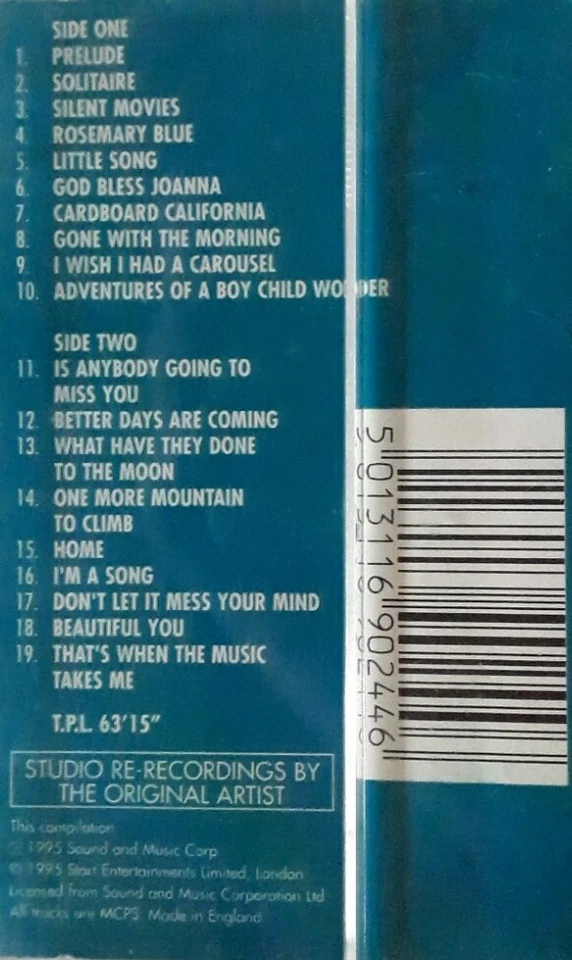 SIDE ONE
1. PRELUDE
2. SOLITAIRE
3. SILENT MOVIES
4. ROSEMARY BLUE
5. LITTLE SONG
6. GOD BLESS JOANNA
7. CARDBOARD CALIFORNIA
8. GONE WITH THE MORNING
9. I WISH I HAD A CAROUSEL
10. ADVENTURES OF A BOY CHILD WONDER
SIDE TWO
11. IS ANYBODY GOING TO
MISS YOU
12. BETTER DAYS ARE COMING
13. WHAT HAVE THEY DONE
TO THE MOON
14. ONE MORE MOUNTAIN
TO CLIMB
15. HOME
16. I'M A SONG
17. DON'T LET IT MESS YOUR MIND
18. BEAUTIFUL YOU
19. THAT'S WHEN THE MUSIC
TAKES ME
T.P.L. 63'15"
STUDIO RE-RECORDINGS BY
THE ORIGINAL ARTIST
This compilation
℗ 1995 Sound and Music Corp
© 1995 Start Entertainments Limited, London
Licensed from Sound and Music Corporation Ltd
All tracks are MCPS. Made in England
5 013116 902446